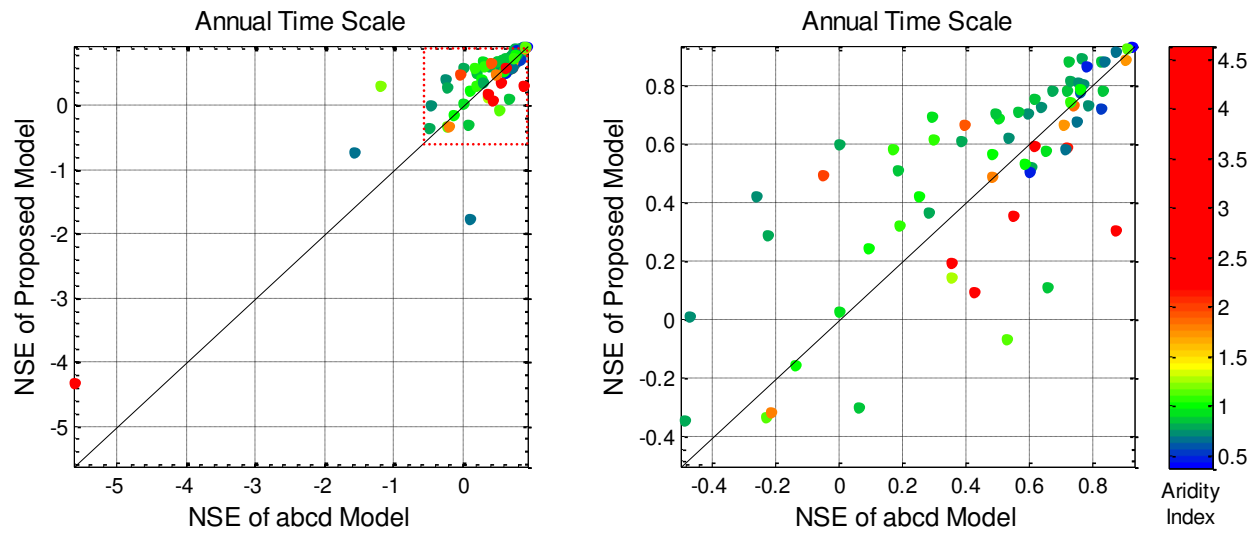 Annual Time Scale
0
-1
-2
-3
-4
-5
-5 -4 -3 -2 -1 0
NSE of Proposed Model
NSE of abcd Model
Annual Time Scale
0.8
0.6
0.4
0.2
0
-0.2
-0.4
-0.4 -0.2 0 0.2 0.4 0.6 0.8
NSE of Proposed Model
NSE of abcd Model
4.5
4
3.5
3
2.5
2
1.5
1
0.5
Aridity
Index